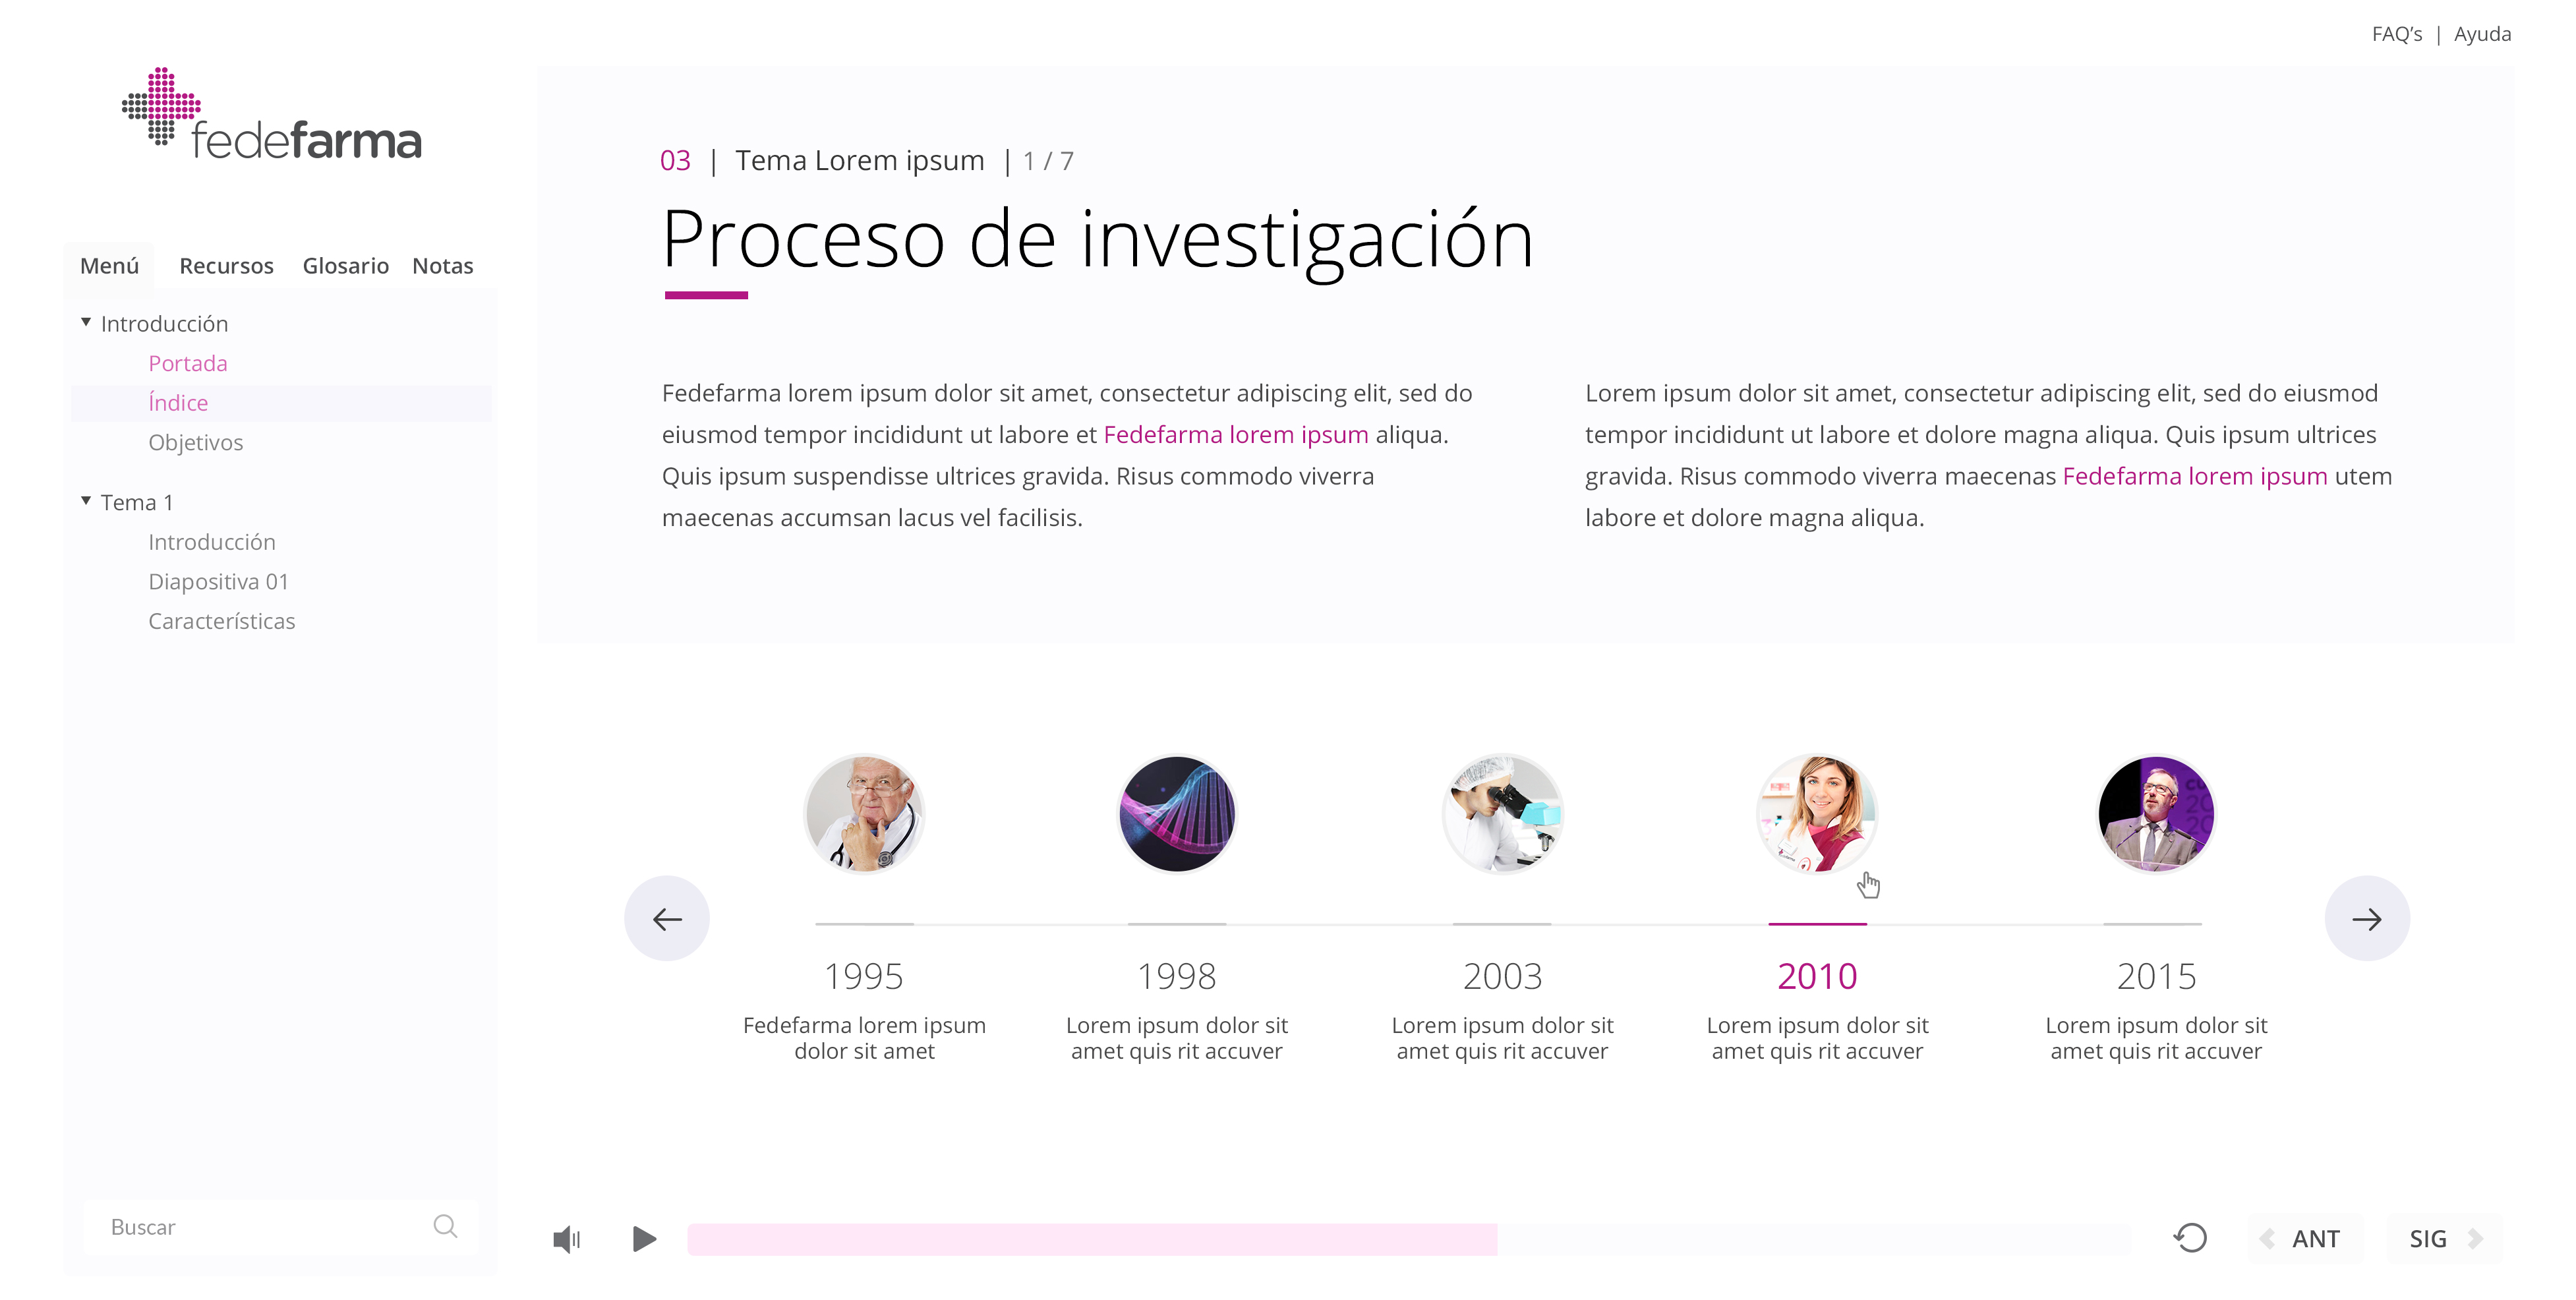 FAQ's | Ayuda
fedefarma
Menú Recursos Glosario Notas
Introducción
Portada
Índice
Objetivos
Tema 1
Introducción
Diapositiva 01
Características
Buscar
03 | Tema Lorem ipsum | 1 / 7
Proceso de investigación
Fedefarma lorem ipsum dolor sit amet, consectetur adipiscing elit, sed do
eiusmod tempor incididunt ut labore et Fedefarma lorem ipsum aliqua.
Quis ipsum suspendisse ultrices gravida. Risus commodo viverra
maecenas accumsan lacus vel facilisis.
Lorem ipsum dolor sit amet, consectetur adipiscing elit, sed do eiusmod
tempor incididunt ut labore et dolore magna aliqua. Quis ipsum ultrices
gravida. Risus commodo viverra maecenas Fedefarma lorem ipsum utem
labore et dolore magna aliqua.
1995
Fedefarma lorem ipsum
dolor sit amet
1998
Lorem ipsum dolor sit
amet quis rit accuver
2003
Lorem ipsum dolor sit
amet quis rit accuver
2010
Lorem ipsum dolor sit
amet quis rit accuver
2015
Lorem ipsum dolor sit
amet quis rit accuver
ANT
SIG